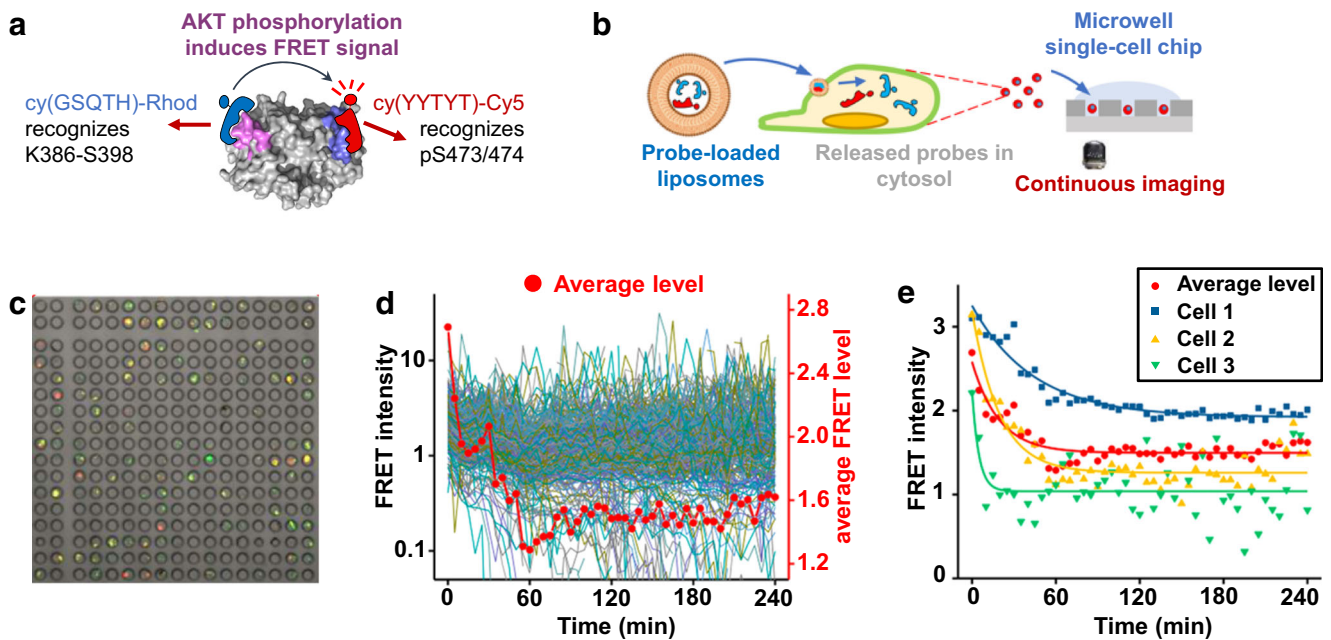 a
AKT phosphorylation
induces FRET signal
cy(GSQTH)-Rhod
recognizes
K386-S398
cy(YYTYT)-Cy5
recognizes
pS473/474
b
Microwell
single-cell chip
Probe-loaded
liposomes
Released probes in
cytosol
Continuous imaging
c
d
Average level
FRET intensity
10
1
0.1
2.8
2.4
2.0
1.6
1.2
average FRET level
0 60 120 180 240
Time (min)
e
Average level
Cell 1
Cell 2
Cell 3
FRET intensity
3
2
1
0
0 60 120 180 240
Time (min)